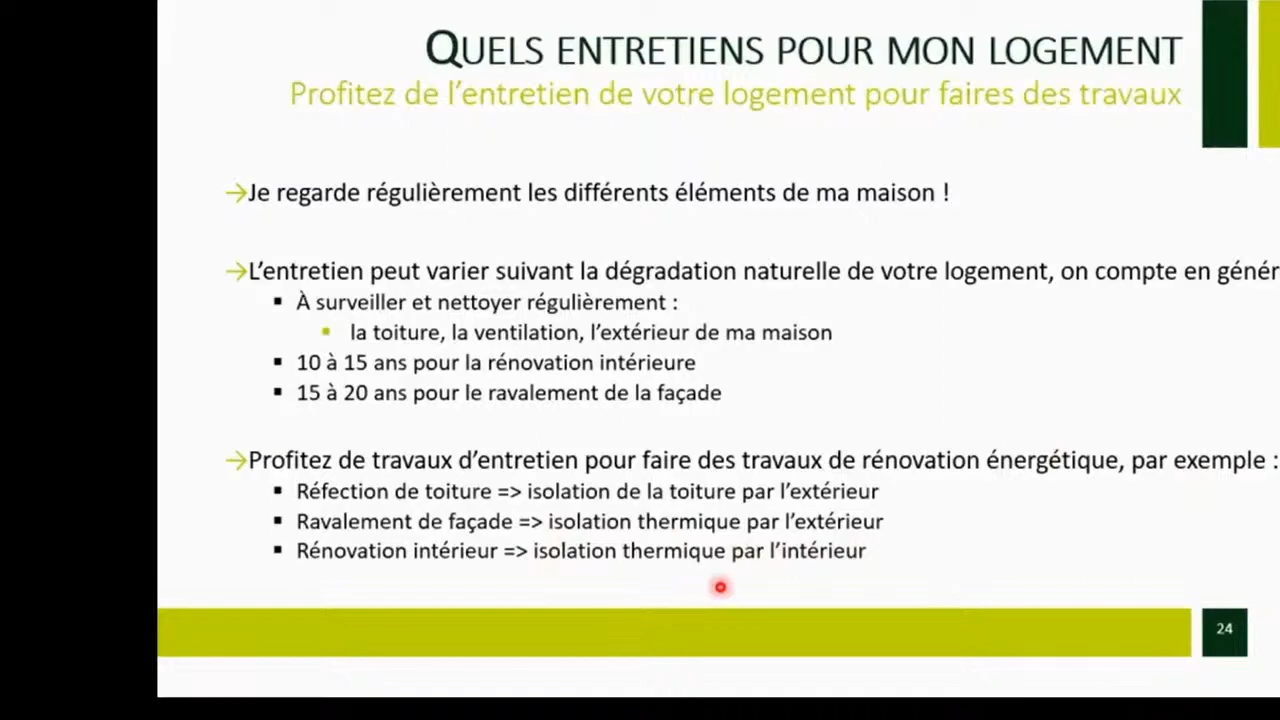 QUELS ENTRETIENS POUR MON LOGEMENT
Profitez de l'entretien de votre logement pour faires des travaux
→Je regarde régulièrement les différents éléments de ma maison !
→L'entretien peut varier suivant la dégradation naturelle de votre logement, on compte en génér
▪ À surveiller et nettoyer régulièrement :
▪ la toiture, la ventilation, l'extérieur de ma maison
▪ 10 à 15 ans pour la rénovation intérieure
▪ 15 à 20 ans pour le ravalement de la façade
→Profitez de travaux d'entretien pour faire des travaux de rénovation énergétique, par exemple :
▪ Réfection de toiture => isolation de la toiture par l'extérieur
▪ Ravalement de façade => isolation thermique par l'extérieur
▪ Rénovation intérieur => isolation thermique par l'intérieur
24